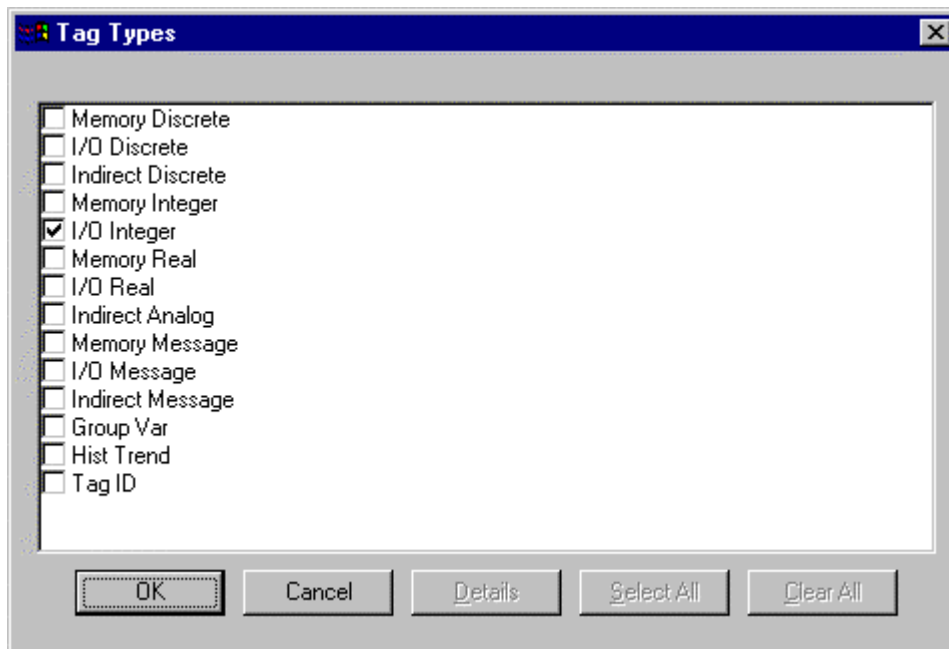 Tag Types
Memory Discrete
I/O Discrete
Indirect Discrete
Memory Integer
I/O Integer
Memory Real
I/O Real
Indirect Analog
Memory Message
I/O Message
Indirect Message
Group Var
Hist Trend
Tag ID
OK Cancel Details Select All Clear All